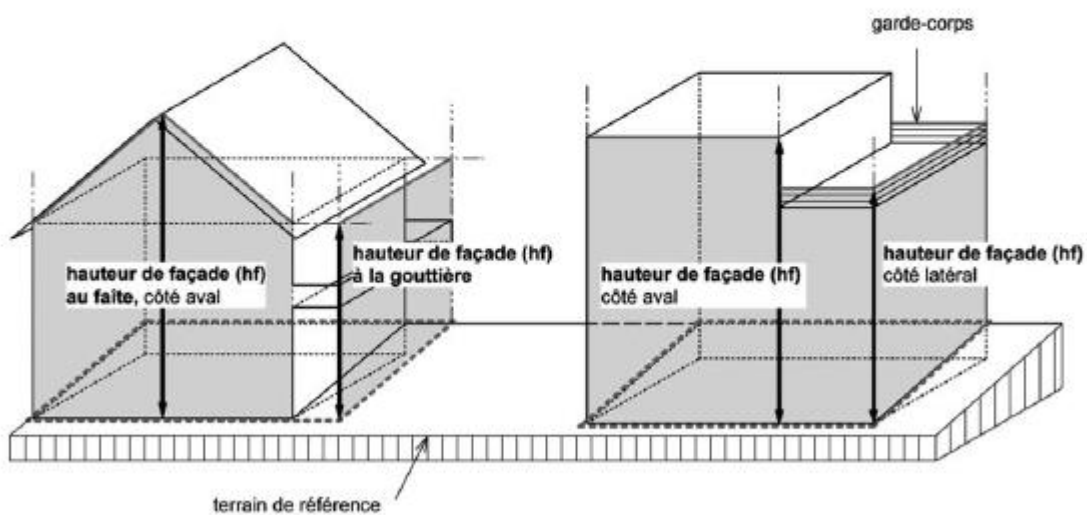 garde-corps
hauteur de façade (hf)
au faîte, côté aval
hauteur de façade (hf)
à la gouttière
hauteur de façade (hf)
côté aval
hauteur de façade (hf)
côté latéral
terrain de référence